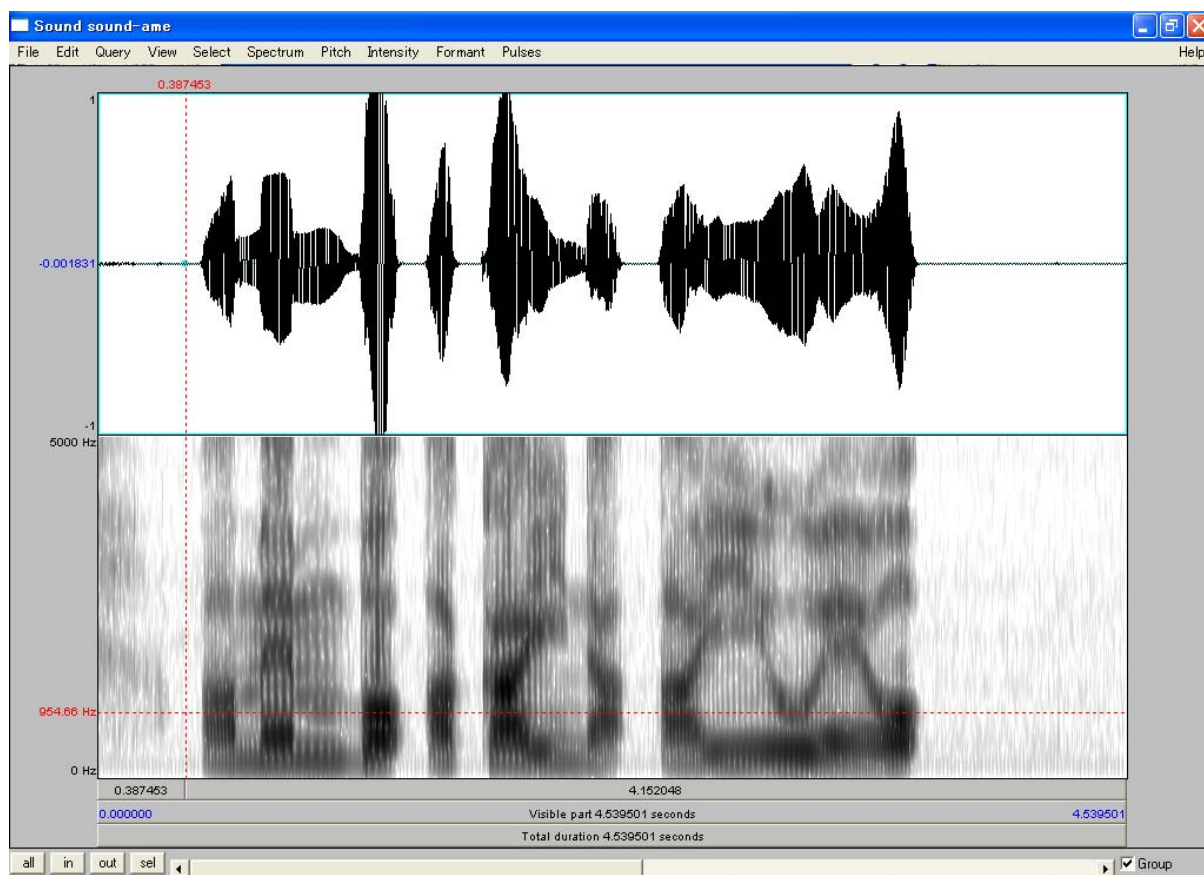 Sound sound-ame
File Edit Query View Select Spectrum Pitch Intensity Formant Pulses Help
0.387453
1
-0.001831
-1
5000 Hz
954.66 Hz
0 Hz
0.387453 4.152048
0.000000 Visible part 4.539501 seconds 4.539501
Total duration 4.539501 seconds
all in out sel Group